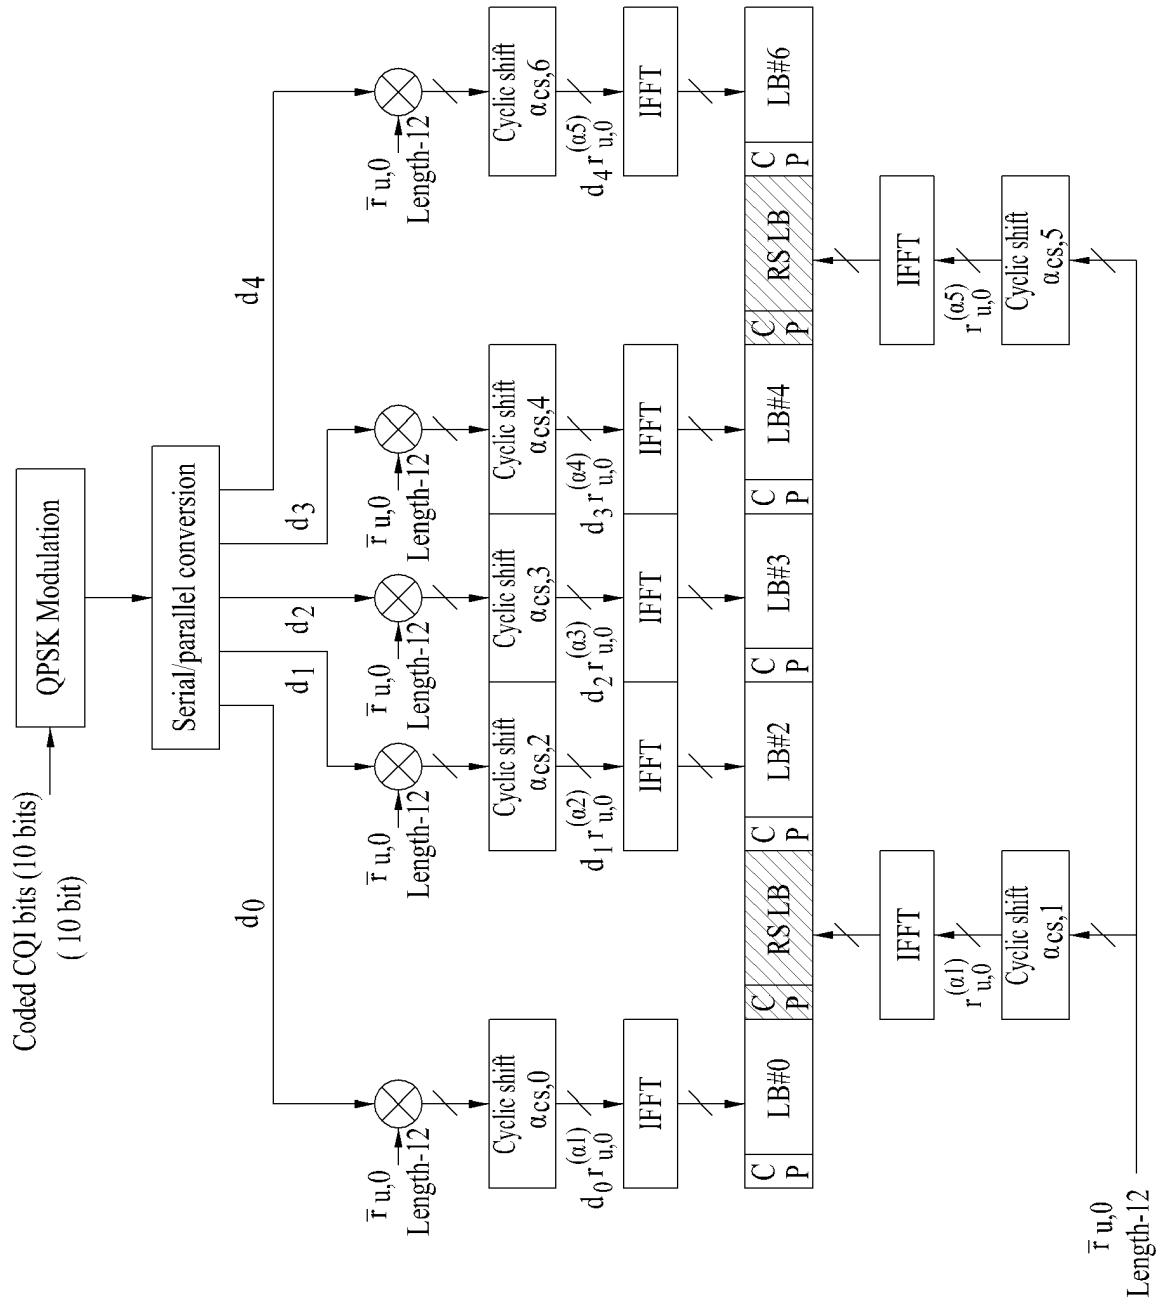 Coded CQI bits (10 bits)
( 10 bit)
QPSK Modulation
Serial/parallel conversion
d0
d1
d2
d3
d4
r̅ u,0
Length-12
r̅ u,0
Length-12
r̅ u,0
Length-12
r̅ u,0
Length-12
r̅ u,0
Length-12
Cyclic shift
αcs,0
Cyclic shift
αcs,2
Cyclic shift
αcs,3
Cyclic shift
αcs,4
Cyclic shift
αcs,6
d0 r(α1)u,0
d1 r(α2)u,0
d2 r(α3)u,0
d3 r(α4)u,0
d4 r(α5)u,0
IFFT
IFFT
IFFT
IFFT
IFFT
CP
LB#0
CP
RS LB
CP
LB#2
CP
LB#3
CP
LB#4
CP
RS LB
CP
LB#6
IFFT
IFFT
r(α1)u,0
r(α5)u,0
Cyclic shift
αcs,1
Cyclic shift
αcs,5
r̅ u,0
Length-12